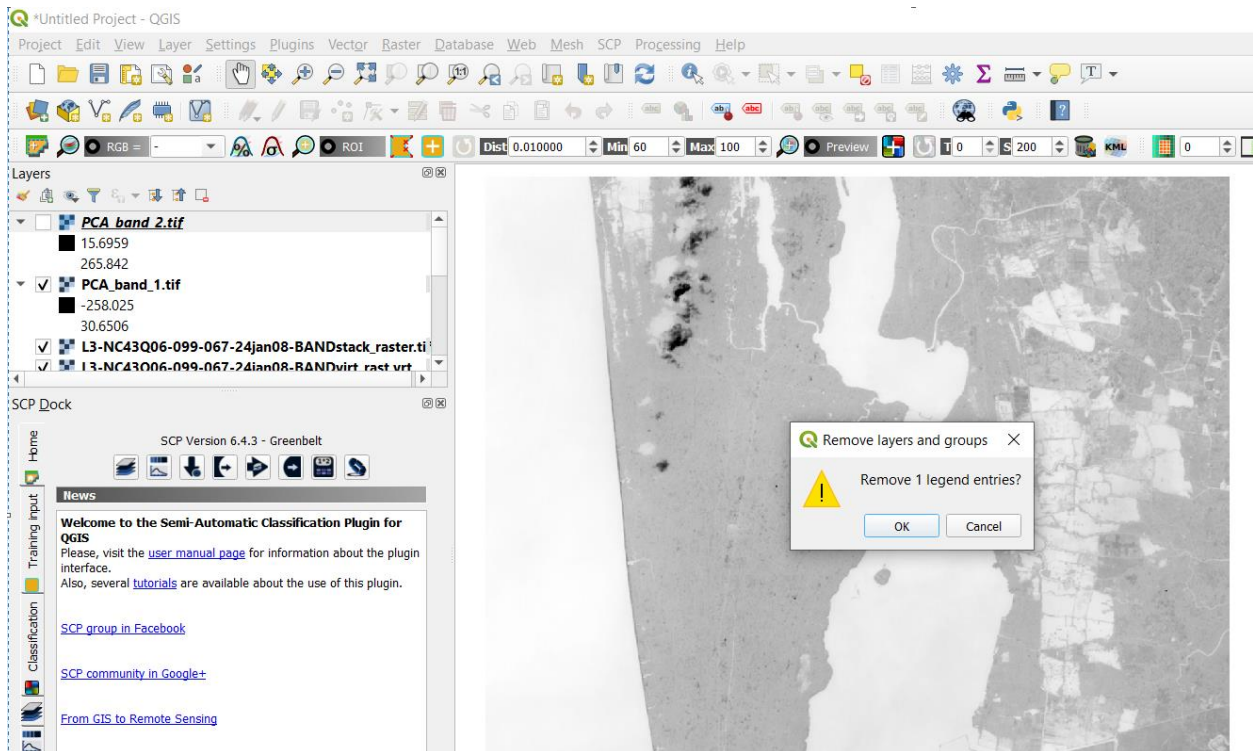 *Untitled Project - QGIS
Project Edit View Layer Settings Plugins Vector Raster Database Web Mesh SCP Processing Help
RGB = - ROI Dist 0.010000 Min 60 Max 100 Preview T 0 S 200 KML 0
Layers
PCA_band_2.tif
15.6959
265.842
PCA_band_1.tif
-258.025
30.6506
L3-NC43Q06-099-067-24jan08-BANDstack_raster.ti
L3-NC43Q06-099-067-24jan08-BANDvirt_rast.vrt
SCP Dock
Home
Training input
Classification
SCP Version 6.4.3 - Greenbelt
News
Welcome to the Semi-Automatic Classification Plugin for
QGIS
Please, visit the user manual page for information about the plugin
interface.
Also, several tutorials are available about the use of this plugin.
SCP group in Facebook
SCP community in Google+
From GIS to Remote Sensing
Remove layers and groups
Remove 1 legend entries?
OK Cancel